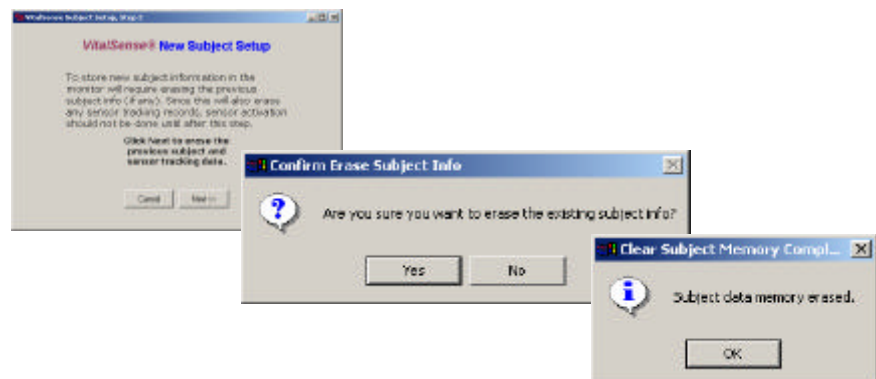 VitalSense Subject Setup, Step 2
VitalSense® New Subject Setup
To store new subject information in the
monitor will require erasing the previous
subject info (if any). Since this will also erase
any sensor tracking records, sensor activation
should not be done until after this step.
Click Next to erase the
previous subject and
sensor tracking data.
Cancel
Next >>
Confirm Erase Subject Info
Are you sure you want to erase the existing subject info?
Yes
No
Clear Subject Memory Compl...
Subject data memory erased.
OK